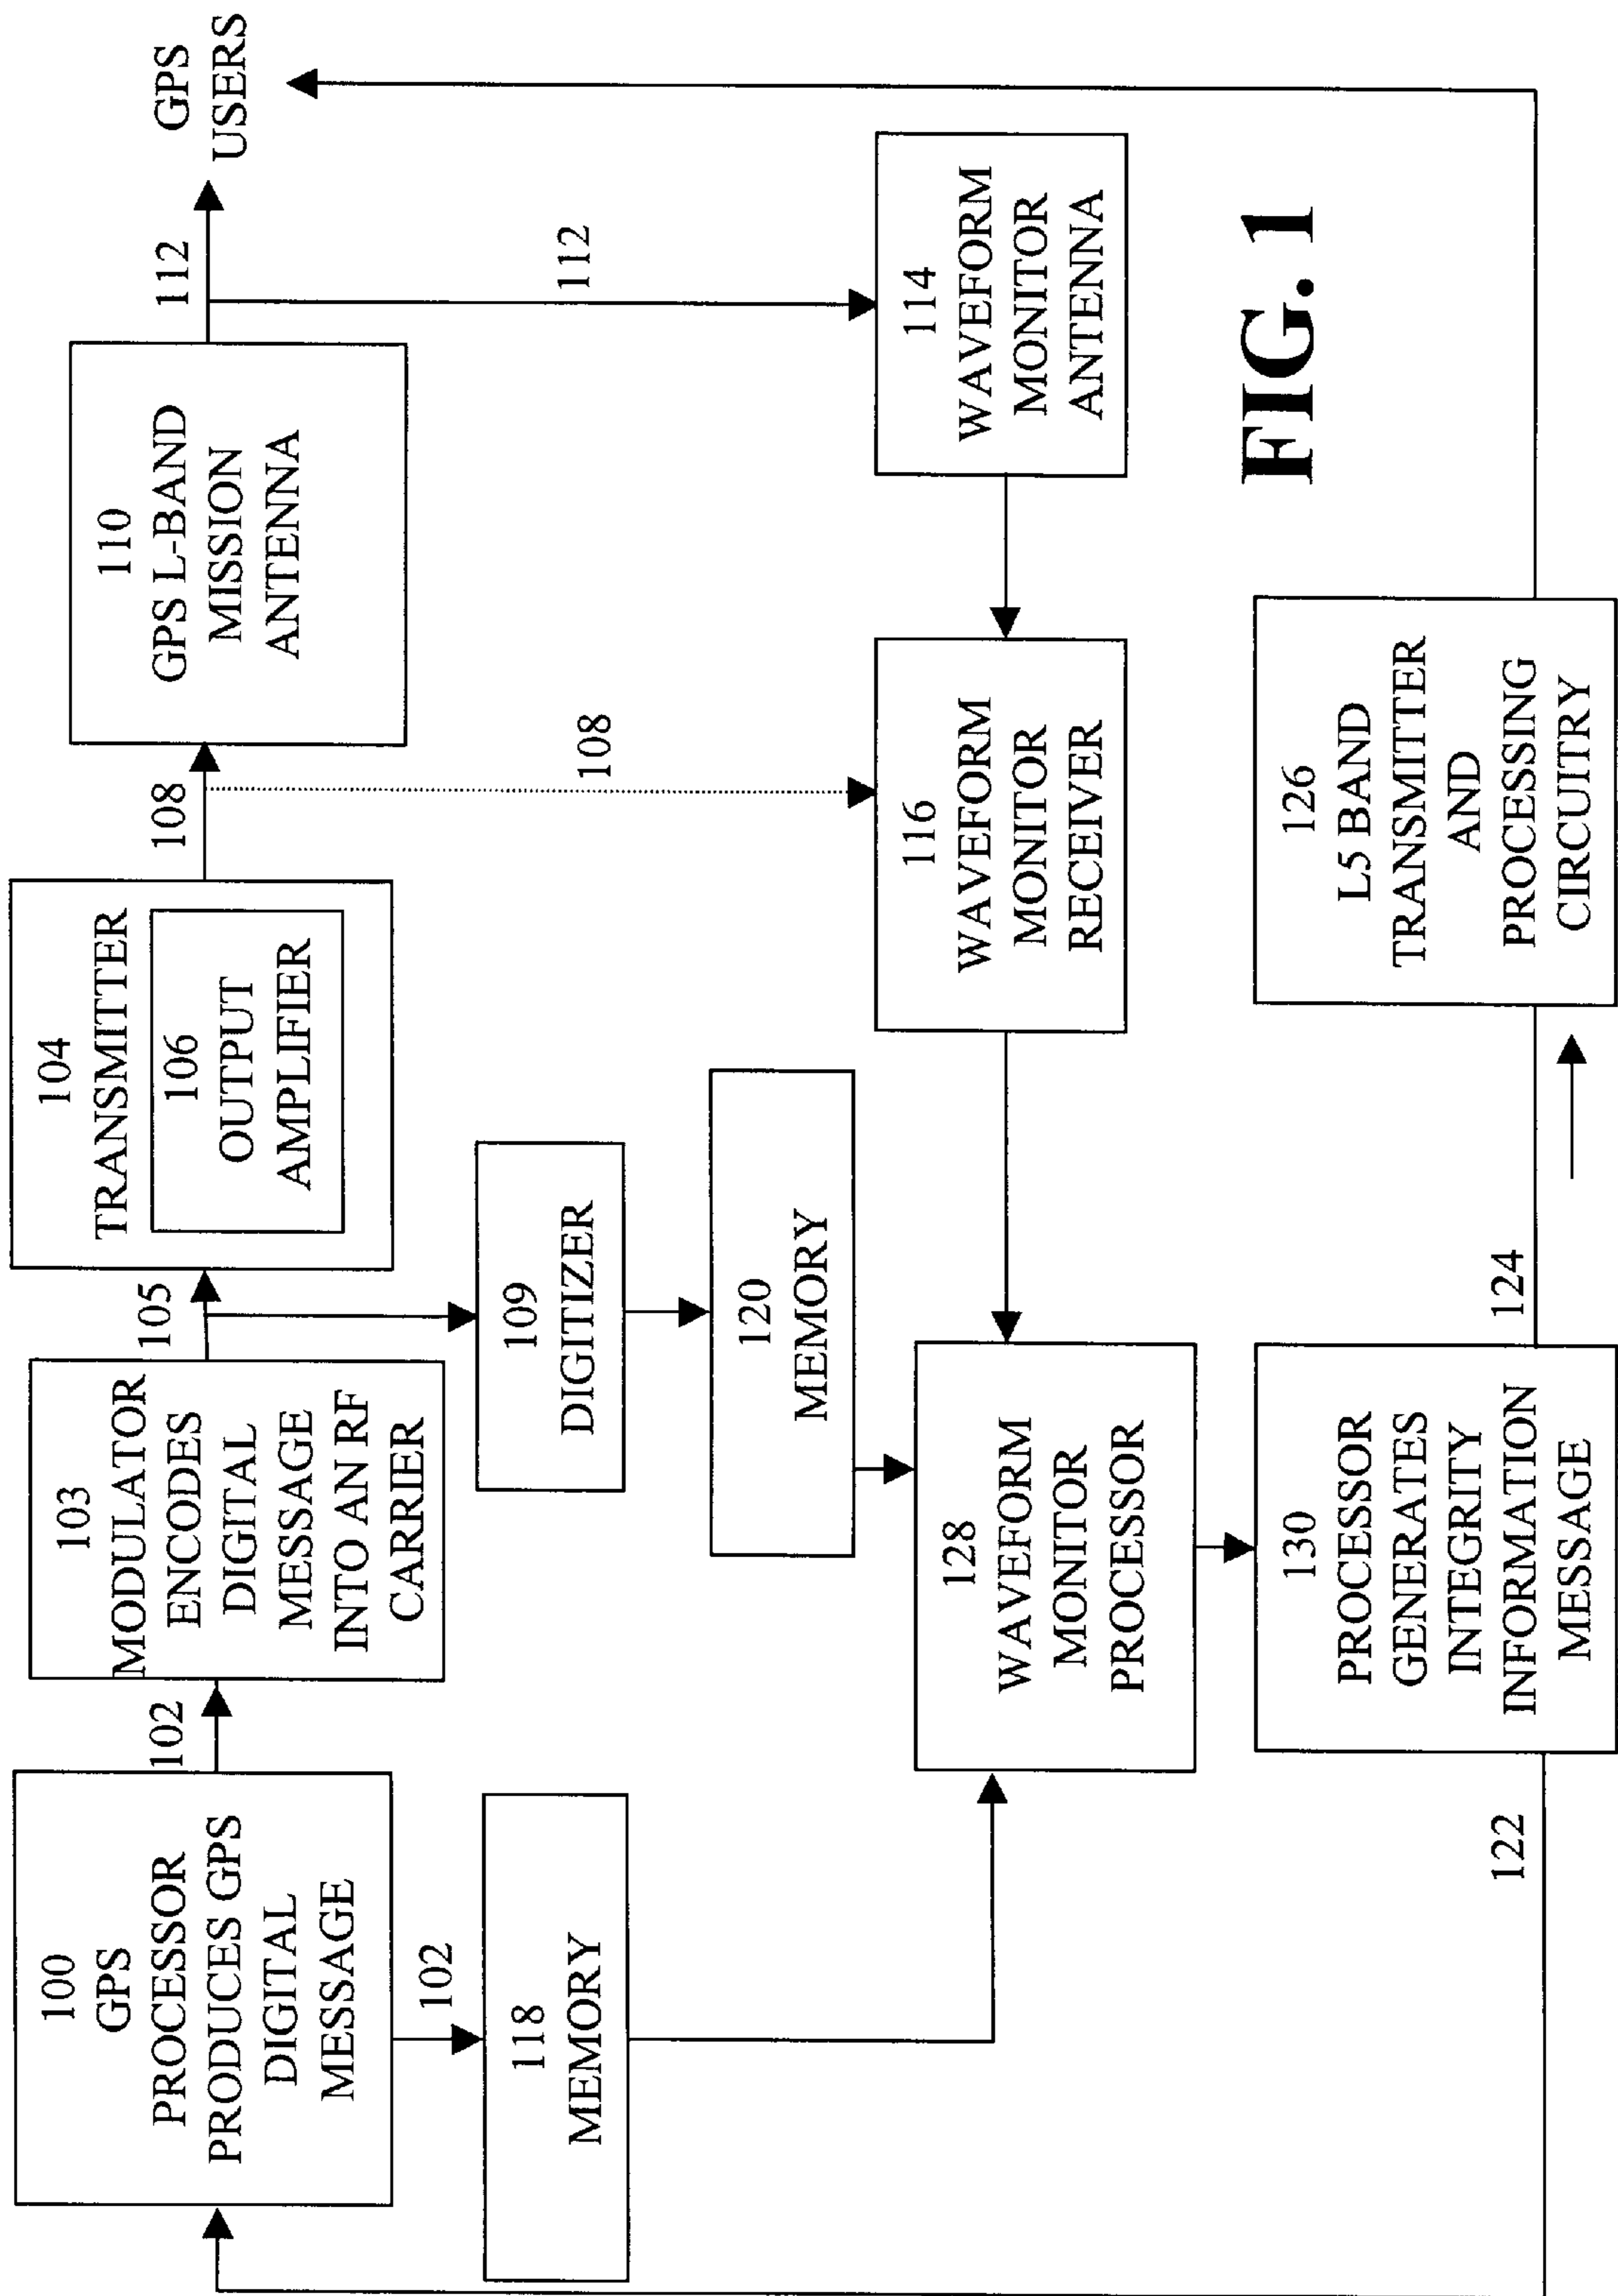 100
GPS
PROCESSOR
PRODUCES GPS
DIGITAL
MESSAGE
102
103
MODULATOR
ENCODES
DIGITAL
MESSAGE
INTO AN RF
CARRIER
105
104
TRANSMITTER
106
OUTPUT
AMPLIFIER
108
110
GPS L-BAND
MISSION
ANTENNA
112
GPS
USERS
102
118
MEMORY
109
DIGITIZER
120
MEMORY
108
112
128
WAVEFORM
MONITOR
PROCESSOR
116
WAVEFORM
MONITOR
RECEIVER
114
WAVEFORM
MONITOR
ANTENNA
122
130
PROCESSOR
GENERATES
INTEGRITY
INFORMATION
MESSAGE
124
126
L5 BAND
TRANSMITTER
AND
PROCESSING
CIRCUITRY
FIG. 1